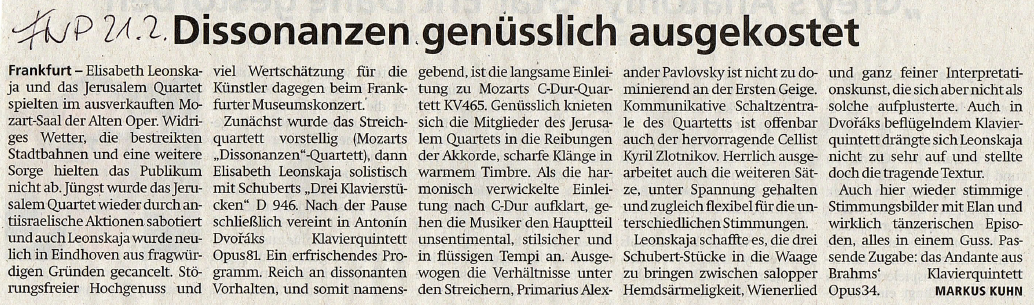 FNP 21.2. Dissonanzen genüsslich ausgekostet
Frankfurt – Elisabeth Leonska-
ja und das Jerusalem Quartet
spielten im ausverkauften Mo-
zart-Saal der Alten Oper. Widri-
ges Wetter, die bestreikten
Stadtbahnen und eine weitere
Sorge hielten das Publikum
nicht ab. Jüngst wurde das Jeru-
salem Quartet wieder durch an-
tiisraelische Aktionen sabotiert
und auch Leonskaja wurde neu-
lich in Eindhoven aus fragwür-
digen Gründen gecancelt. Stö-
rungsfreier Hochgenuss und
viel Wertschätzung für die
Künstler dagegen beim Frank-
furter Museumskonzert.
Zunächst wurde das Streich-
quartett vorstellig (Mozarts
„Dissonanzen“-Quartett), dann
Elisabeth Leonskaja solistisch
mit Schuberts „Drei Klavierstü-
cken“ D 946. Nach der Pause
schließlich vereint in Antonín
Dvořáks Klavierquintett
Opus81. Ein erfrischendes Pro-
gramm. Reich an dissonanten
Vorhalten, und somit namens-
gebend, ist die langsame Einlei-
tung zu Mozarts C-Dur-Quar-
tett KV465. Genüsslich knieten
sich die Mitglieder des Jerusa-
lem Quartets in die Reibungen
der Akkorde, scharfe Klänge in
warmem Timbre. Als die har-
monisch verwickelte Einlei-
tung nach C-Dur aufklart, ge-
hen die Musiker den Hauptteil
unsentimental, stilsicher und
in flüssigen Tempi an. Ausge-
wogen die Verhältnisse unter
den Streichern, Primarius Alex-
ander Pavlovsky ist nicht zu do-
minierend an der Ersten Geige.
Kommunikative Schaltzentra-
le des Quartetts ist offenbar
auch der hervorragende Cellist
Kyril Zlotnikov. Herrlich ausge-
arbeitet auch die weiteren Sät-
ze, unter Spannung gehalten
und zugleich flexibel für die un-
terschiedlichen Stimmungen.
Leonskaja schaffte es, die drei
Schubert-Stücke in die Waage
zu bringen zwischen salopper
Hemdsärmeligkeit, Wienerlied
und ganz feiner Interpretati-
onskunst, die sich aber nicht als
solche aufplusterte. Auch in
Dvořáks beflügelndem Klavier-
quintett drängte sich Leonskaja
nicht zu sehr auf und stellte
doch die tragende Textur.
Auch hier wieder stimmige
Stimmungsbilder mit Elan und
wirklich tänzerischen Episo-
den, alles in einem Guss. Pas-
sende Zugabe: das Andante aus
Brahms‘ Klavierquintett
Opus34. MARKUS KUHN